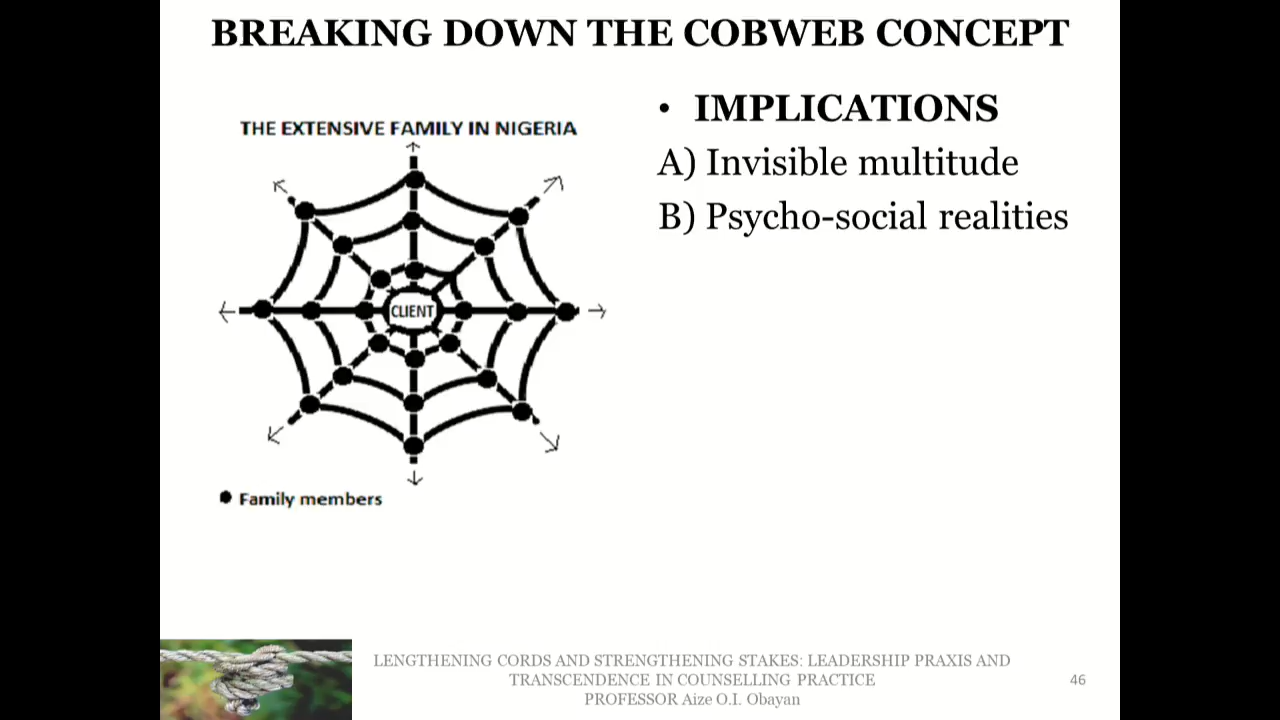 BREAKING DOWN THE COBWEB CONCEPT
THE EXTENSIVE FAMILY IN NIGERIA
CLIENT
Family members
• IMPLICATIONS
A) Invisible multitude
B) Psycho-social realities
LENGTHENING CORDS AND STRENGTHENING STAKES: LEADERSHIP PRAXIS AND
TRANSCENDENCE IN COUNSELLING PRACTICE
PROFESSOR Aize O.I. Obayan
46